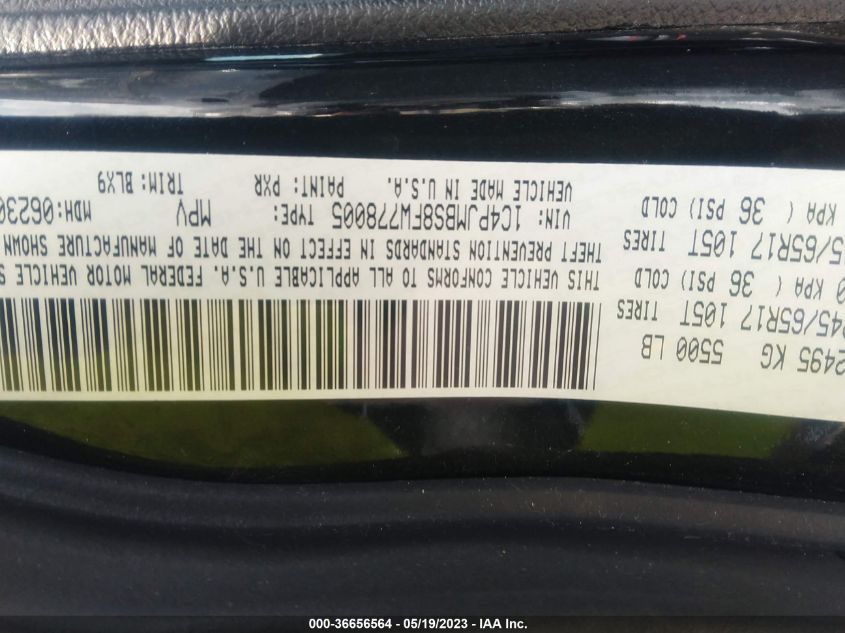 2495 KG 5500 LB
245/65R17 105T TIRES
0 KPA ( 36 PSI) COLD
5/65R17 105T TIRES
KPA ( 36 PSI) COLD
THIS VEHICLE CONFORMS TO ALL APPLICABLE U.S.A. FEDERAL MOTOR VEHICLE S
THEFT PREVENTION STANDARDS IN EFFECT ON THE DATE OF MANUFACTURE SHOWN
VIN: 1C4PJMBS8FW778005 TYPE: MPV MDH: 06230
VEHICLE MADE IN U.S.A. PAINT: PXR TRIM: BLX9
000-36656564 — 05/19/2023 — IAA Inc.